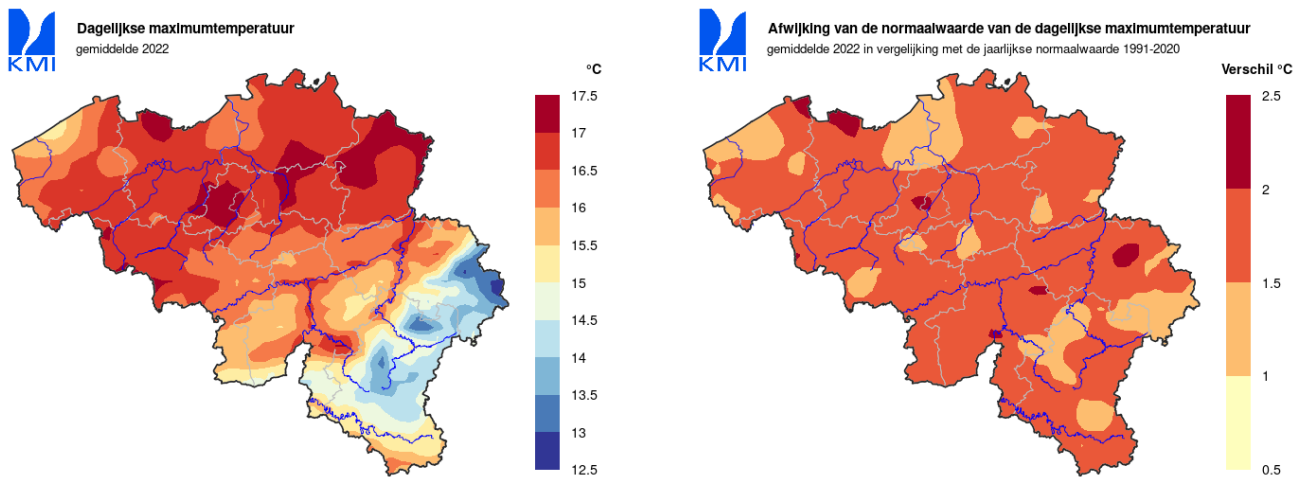 Dagelijkse maximumtemperatuur
gemiddelde 2022
KMI
°C
17.5
17
16.5
16
15.5
15
14.5
14
13.5
13
12.5
Afwijking van de normaalwaarde van de dagelijkse maximumtemperatuur
gemiddelde 2022 in vergelijking met de jaarlijkse normaalwaarde 1991-2020
KMI
Verschil °C
2.5
2
1.5
1
0.5